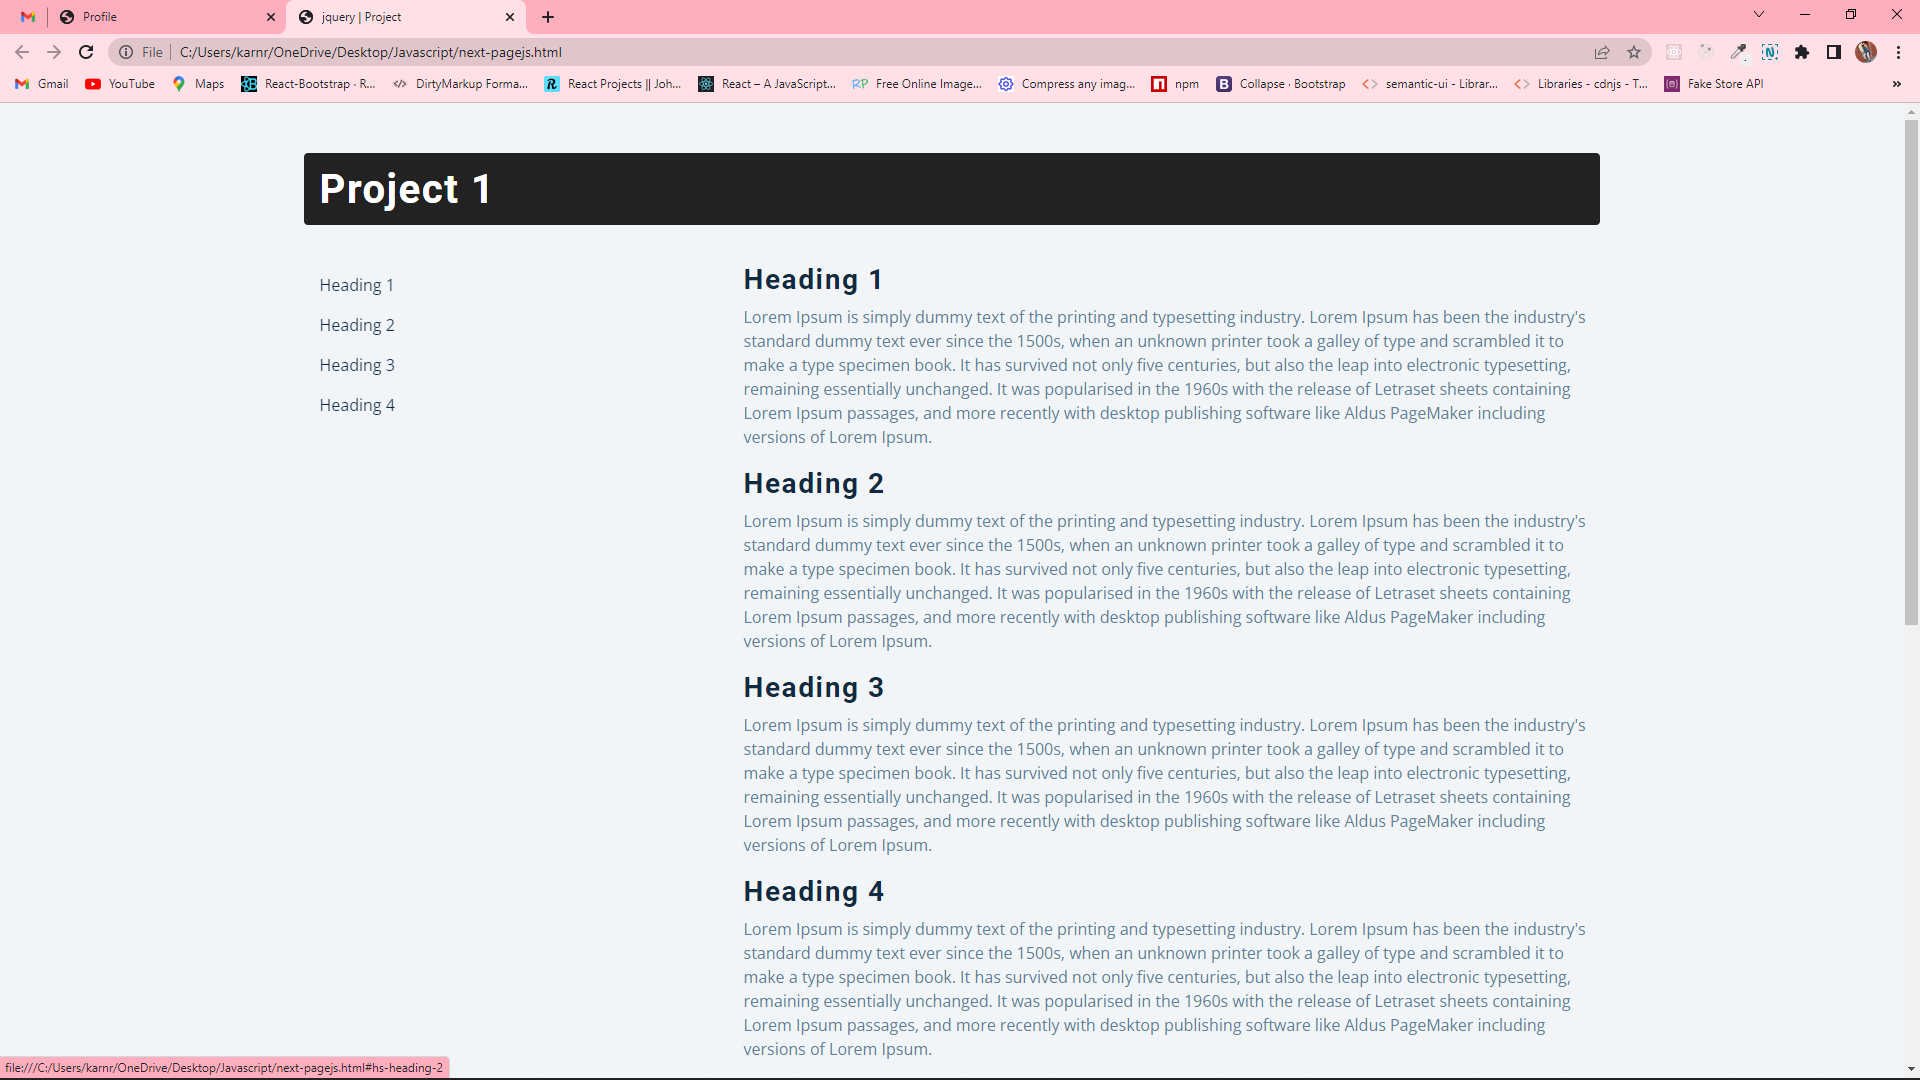 Profile
jquery | Project
File
C:/Users/karnr/OneDrive/Desktop/Javascript/next-pagejs.html
Gmail
YouTube
Maps
React-Bootstrap · R...
DirtyMarkup Forma...
React Projects || Joh...
React – A JavaScript...
RP Free Online Image...
Compress any imag...
npm
Collapse · Bootstrap
semantic-ui - Librar...
Libraries - cdnjs - T...
Fake Store API
Project 1
Heading 1
Heading 2
Heading 3
Heading 4
Heading 1
Lorem Ipsum is simply dummy text of the printing and typesetting industry. Lorem Ipsum has been the industry's
standard dummy text ever since the 1500s, when an unknown printer took a galley of type and scrambled it to
make a type specimen book. It has survived not only five centuries, but also the leap into electronic typesetting,
remaining essentially unchanged. It was popularised in the 1960s with the release of Letraset sheets containing
Lorem Ipsum passages, and more recently with desktop publishing software like Aldus PageMaker including
versions of Lorem Ipsum.
Heading 2
Lorem Ipsum is simply dummy text of the printing and typesetting industry. Lorem Ipsum has been the industry's
standard dummy text ever since the 1500s, when an unknown printer took a galley of type and scrambled it to
make a type specimen book. It has survived not only five centuries, but also the leap into electronic typesetting,
remaining essentially unchanged. It was popularised in the 1960s with the release of Letraset sheets containing
Lorem Ipsum passages, and more recently with desktop publishing software like Aldus PageMaker including
versions of Lorem Ipsum.
Heading 3
Lorem Ipsum is simply dummy text of the printing and typesetting industry. Lorem Ipsum has been the industry's
standard dummy text ever since the 1500s, when an unknown printer took a galley of type and scrambled it to
make a type specimen book. It has survived not only five centuries, but also the leap into electronic typesetting,
remaining essentially unchanged. It was popularised in the 1960s with the release of Letraset sheets containing
Lorem Ipsum passages, and more recently with desktop publishing software like Aldus PageMaker including
versions of Lorem Ipsum.
Heading 4
Lorem Ipsum is simply dummy text of the printing and typesetting industry. Lorem Ipsum has been the industry's
standard dummy text ever since the 1500s, when an unknown printer took a galley of type and scrambled it to
make a type specimen book. It has survived not only five centuries, but also the leap into electronic typesetting,
remaining essentially unchanged. It was popularised in the 1960s with the release of Letraset sheets containing
Lorem Ipsum passages, and more recently with desktop publishing software like Aldus PageMaker including
versions of Lorem Ipsum.
file:///C:/Users/karnr/OneDrive/Desktop/Javascript/next-pagejs.html#hs-heading-2